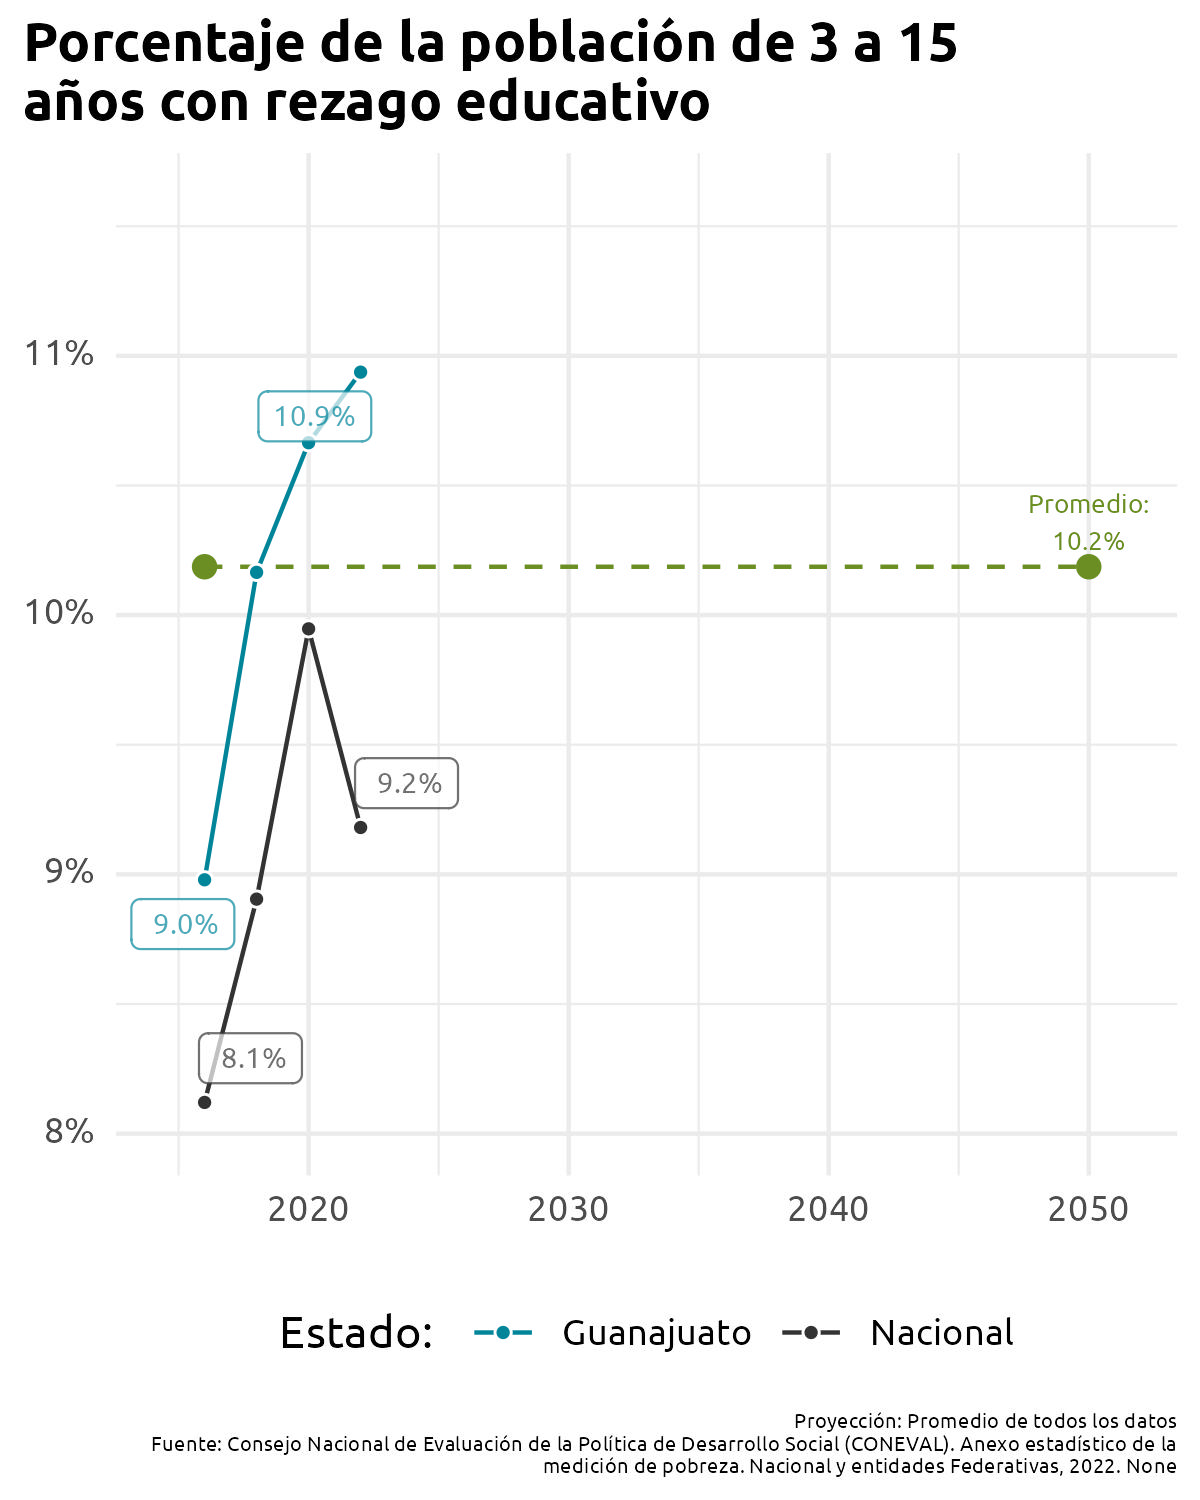 Porcentaje de la población de 3 a 15
años con rezago educativo
11%
10.9%
Promedio:
10.2%
10%
9.2%
9%
9.0%
8.1%
8%
2020 2030 2040 2050
Estado: Guanajuato Nacional
Proyección: Promedio de todos los datos
Fuente: Consejo Nacional de Evaluación de la Política de Desarrollo Social (CONEVAL). Anexo estadístico de la
medición de pobreza. Nacional y entidades Federativas, 2022. None